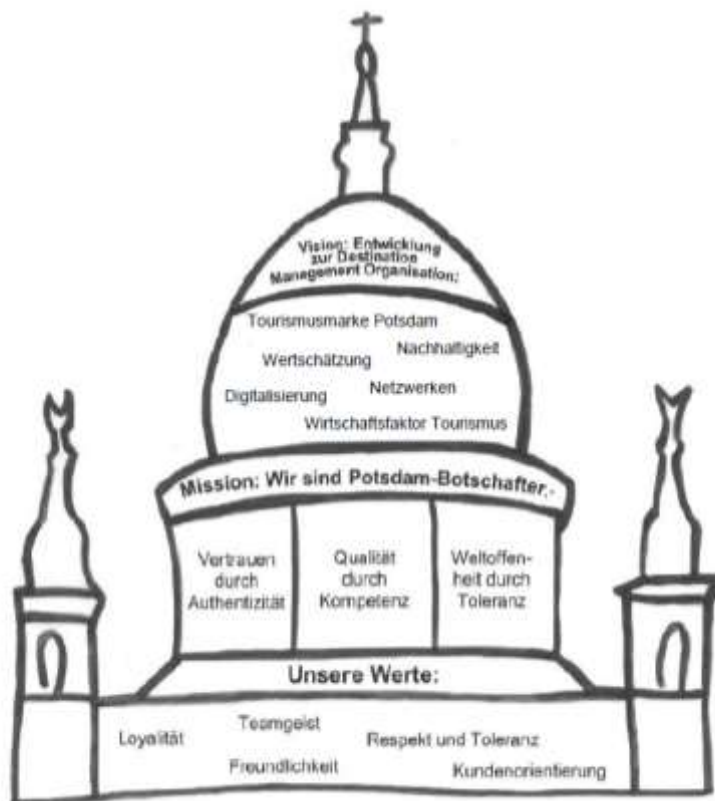 Vision: Entwicklung
zur Destination
Management Organisation:
Tourismusmarke Potsdam
Nachhaltigkeit
Wertschätzung
Netzwerken
Digitalisierung
Wirtschaftsfaktor Tourismus
Mission: Wir sind Potsdam-Botschafter.-
Vertrauen
durch
Authentizität
Qualität
durch
Kompetenz
Weltoffen-
heit durch
Toleranz
Unsere Werte:
Teamgeist
Loyalität
Respekt und Toleranz
Freundlichkeit
Kundenorientierung